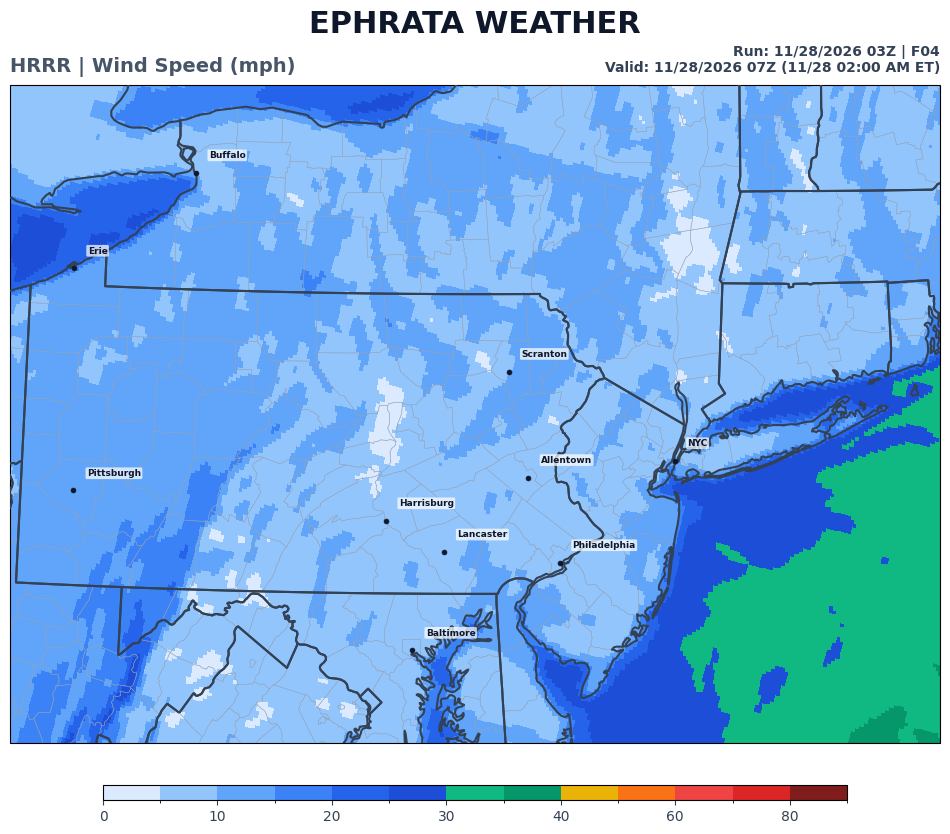 EPHRATA WEATHER
HRRR | Wind Speed (mph)
Run: 11/28/2026 03Z | F04
Valid: 11/28/2026 07Z (11/28 02:00 AM ET)
Buffalo
Erie
Scranton
NYC
Allentown
Pittsburgh
Harrisburg
Lancaster
Philadelphia
Baltimore
0 10 20 30 40 60 80